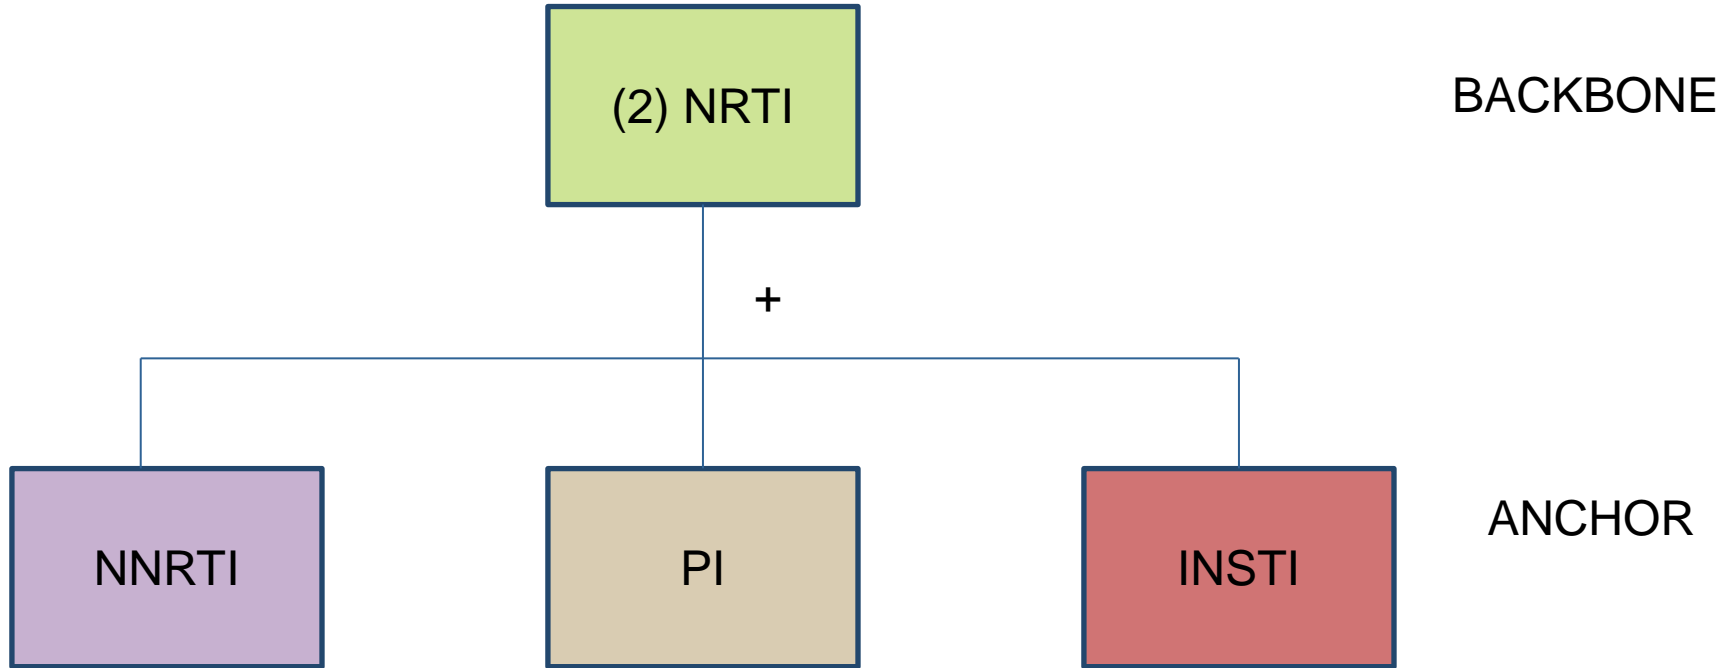 (2) NRTI
BACKBONE
+
NNRTI
PI
INSTI
ANCHOR